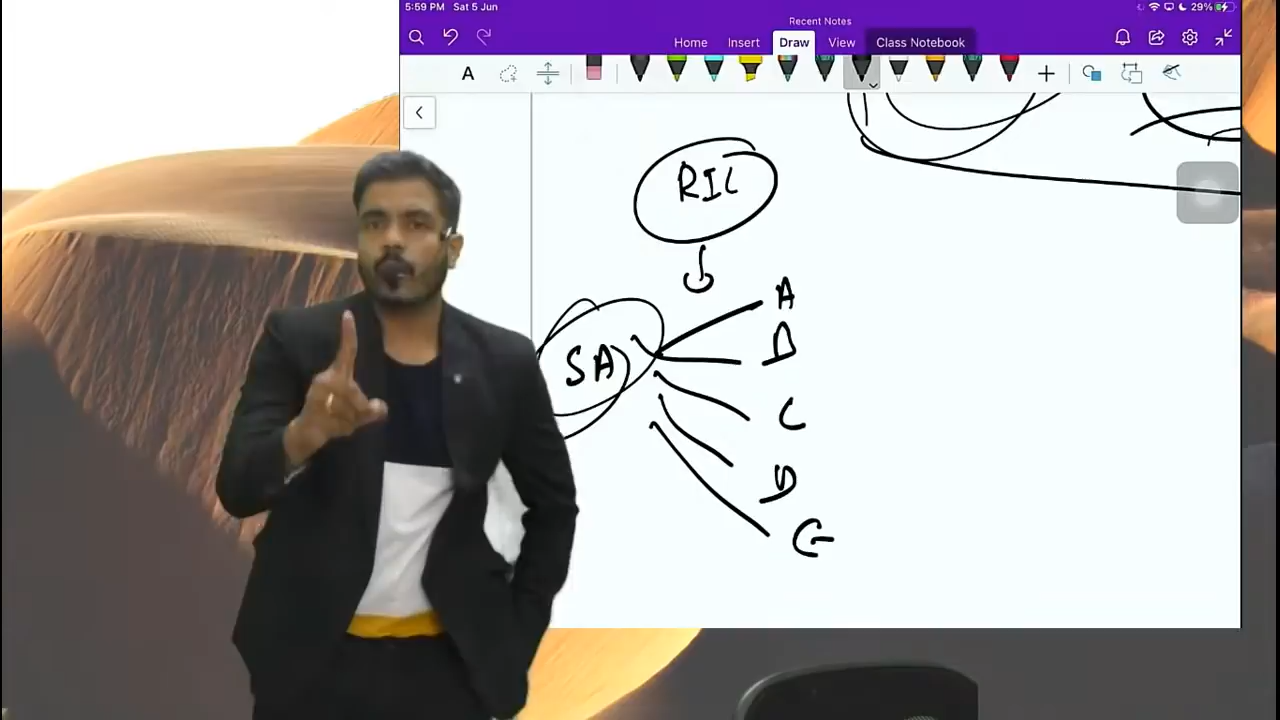 5:59 PM Sat 5 Jun
29%
Recent Notes
Home Insert Draw View Class Notebook
A
RIL
SA
A
B
C
D
G